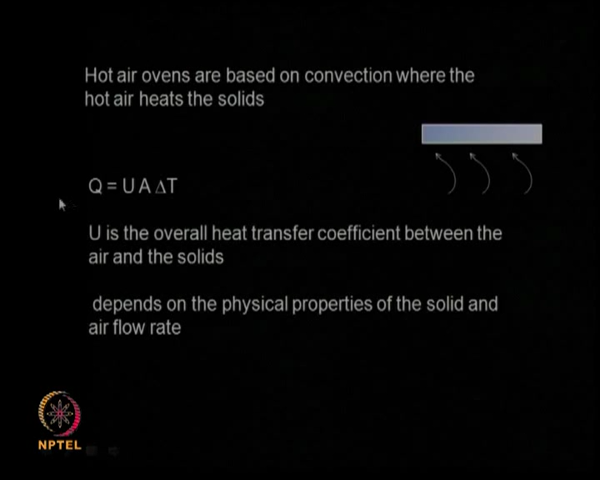 Hot air ovens are based on convection where the
hot air heats the solids
Q = U A ΔT
U is the overall heat transfer coefficient between the
air and the solids
depends on the physical properties of the solid and
air flow rate
NPTEL